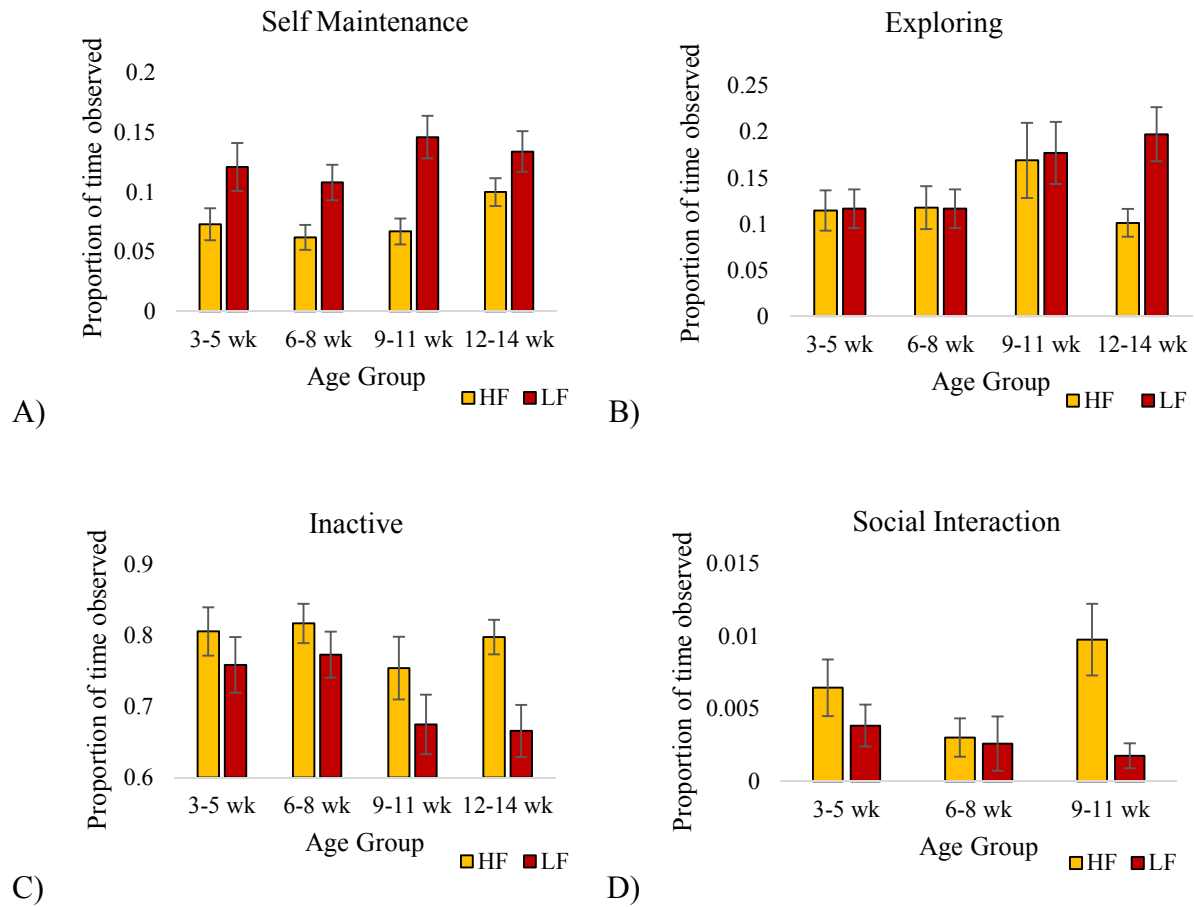 Self Maintenance
Proportion of time observed
0.2
0.15
0.1
0.05
0
3-5 wk 6-8 wk 9-11 wk 12-14 wk
Age Group
HF LF
A)
Exploring
Proportion of time observed
0.25
0.2
0.15
0.1
0.05
0
3-5 wk 6-8 wk 9-11 wk 12-14 wk
Age Group
HF LF
B)
Inactive
Proportion of time observed
0.9
0.8
0.7
0.6
3-5 wk 6-8 wk 9-11 wk 12-14 wk
Age Group
HF LF
C)
Social Interaction
Proportion of time observed
0.015
0.01
0.005
0
3-5 wk 6-8 wk 9-11 wk
Age Group
HF LF
D)